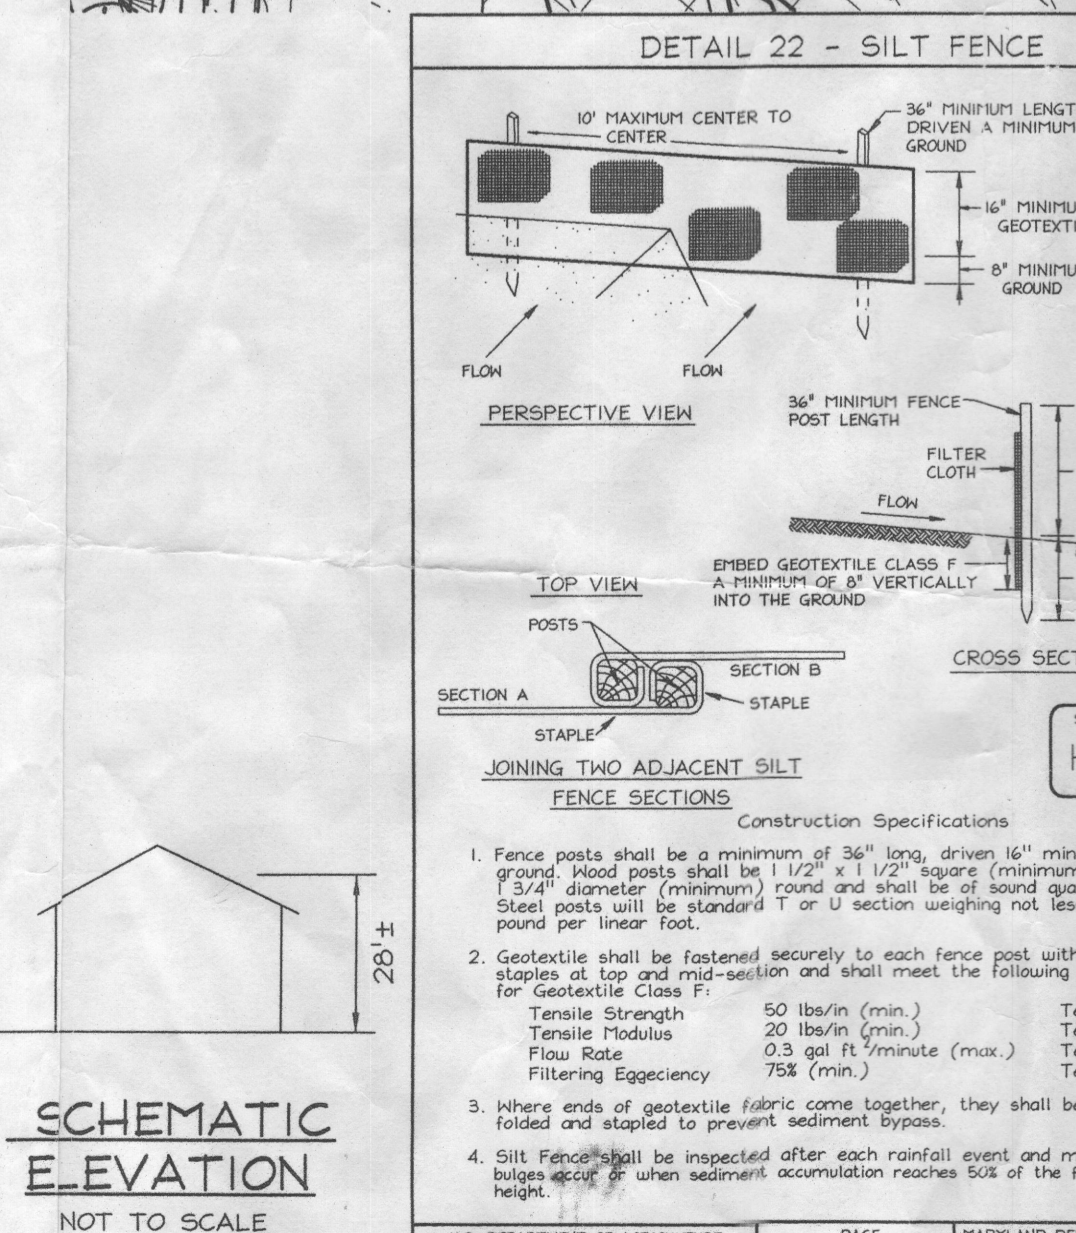 DETAIL 22 - SILT FENCE
10' MAXIMUM CENTER TO
CENTER
36" MINIMUM LENGT
DRIVEN A MINIMUM
GROUND
16" MINIMU
GEOTEXTI
8" MINIMU
GROUND
FLOW
FLOW
PERSPECTIVE VIEW
36" MINIMUM FENCE
POST LENGTH
FILTER
CLOTH
FLOW
EMBED GEOTEXTILE CLASS F
A MINIMUM OF 8" VERTICALLY
INTO THE GROUND
TOP VIEW
POSTS
SECTION B
SECTION A
STAPLE
STAPLE
CROSS SECT
JOINING TWO ADJACENT SILT
FENCE SECTIONS
Construction Specifications
1. Fence posts shall be a minimum of 36" long, driven 16" min
ground. Wood posts shall be 1 1/2" x 1 1/2" square (minimum
1 3/4" diameter (minimum) round and shall be of sound qua
Steel posts will be standard T or U section weighing not les
pound per linear foot.
2. Geotextile shall be fastened securely to each fence post with
staples at top and mid-section and shall meet the following
for Geotextile Class F:
Tensile Strength 50 lbs/in (min.) Te
Tensile Modulus 20 lbs/in (min.) Te
Flow Rate 0.3 gal ft ²/minute (max.) Te
Filtering Eggeciency 75% (min.) Te
3. Where ends of geotextile fabric come together, they shall be
folded and stapled to prevent sediment bypass.
4. Silt Fence shall be inspected after each rainfall event and m
bulges occur or when sediment accumulation reaches 50% of the f
height.
28'±
SCHEMATIC
ELEVATION
NOT TO SCALE